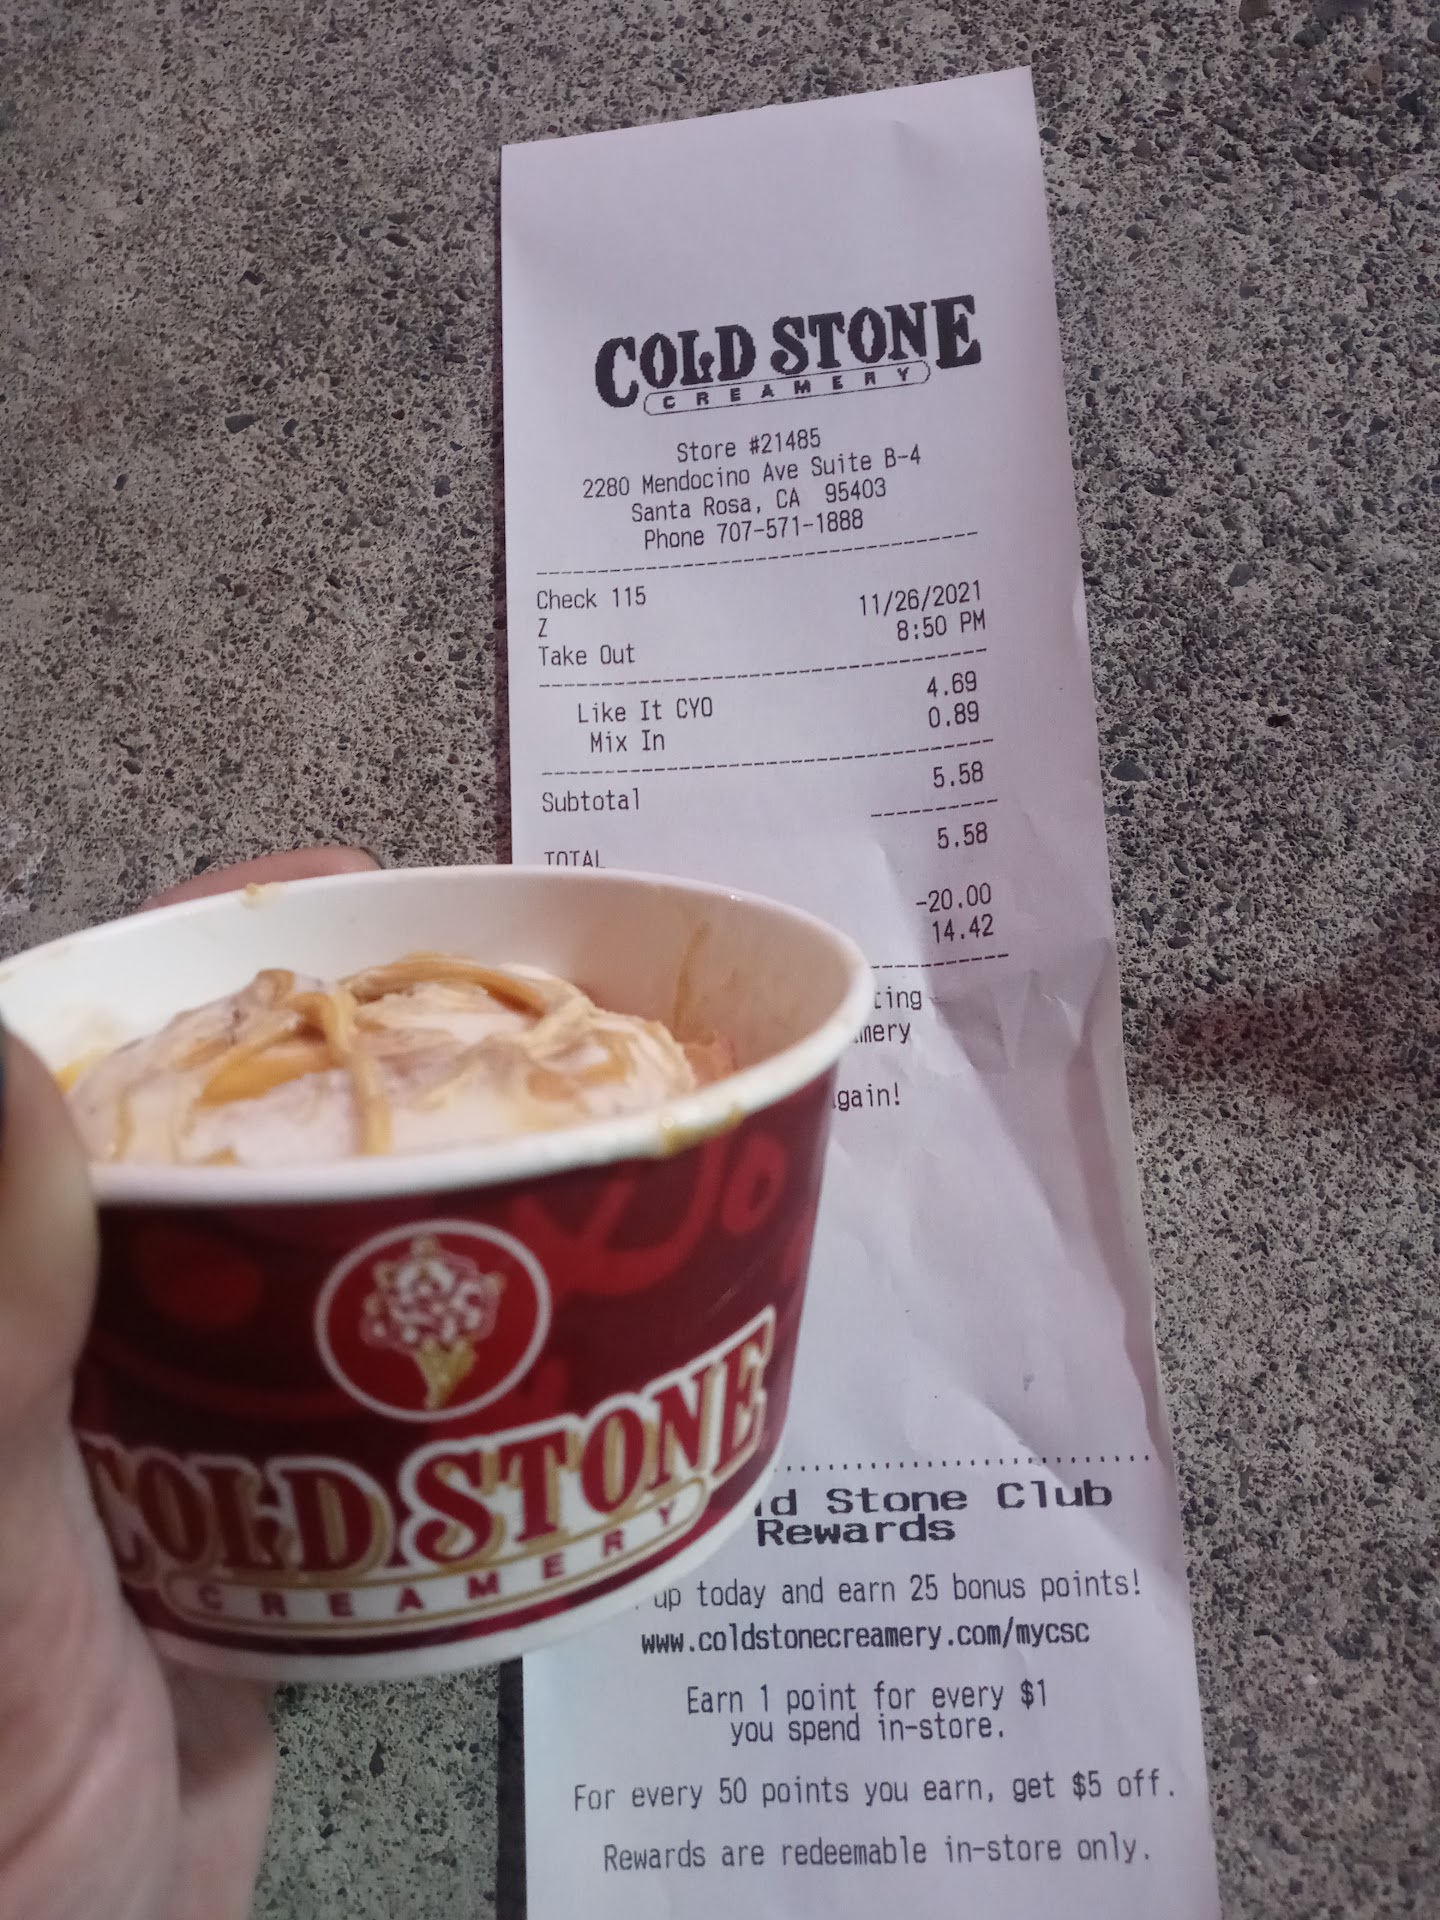 COLD STONE
CREAMERY
Store #21485
2280 Mendocino Ave Suite B-4
Santa Rosa, CA 95403
Phone 707-571-1888
Check 115 11/26/2021
Z 8:50 PM
Take Out
Like It CYO 4.69
Mix In 0.89
Subtotal 5.58
TOTAL 5.58
-20.00
14.42
ting
mery
gain!
COLD STONE
CREAMERY
ld Stone Club
Rewards
up today and earn 25 bonus points!
www.coldstonecreamery.com/mycsc
Earn 1 point for every $1
you spend in-store.
For every 50 points you earn, get $5 off.
Rewards are redeemable in-store only.